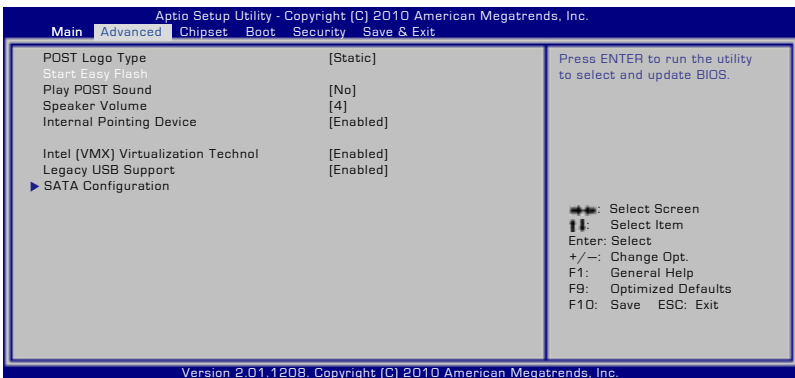 Aptio Setup Utility - Copyright (C) 2010 American Megatrends, Inc.
Main Advanced Chipset Boot Security Save & Exit
POST Logo Type [Static]
Start Easy Flash
Play POST Sound [No]
Speaker Volume [4]
Internal Pointing Device [Enabled]
Intel (VMX) Virtualization Technol [Enabled]
Legacy USB Support [Enabled]
SATA Configuration
Press ENTER to run the utility
to select and update BIOS.
→←: Select Screen
↑↓: Select Item
Enter: Select
+/—: Change Opt.
F1: General Help
F9: Optimized Defaults
F10: Save ESC: Exit
Version 2.01.1208. Copyright (C) 2010 American Megatrends, Inc.